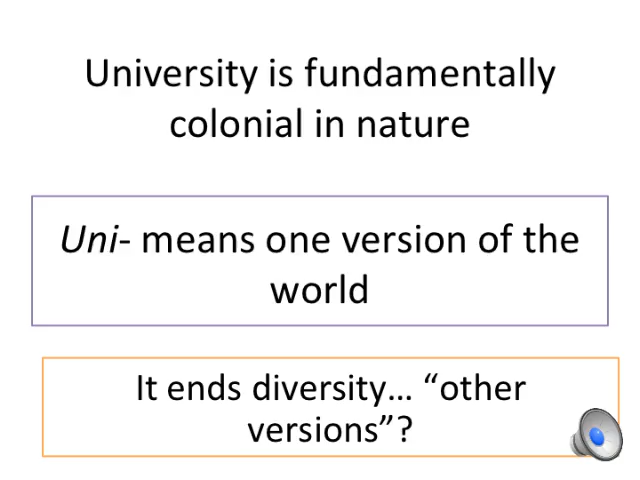 University is fundamentally
colonial in nature
Uni- means one version of the
world
It ends diversity… “other
versions”?